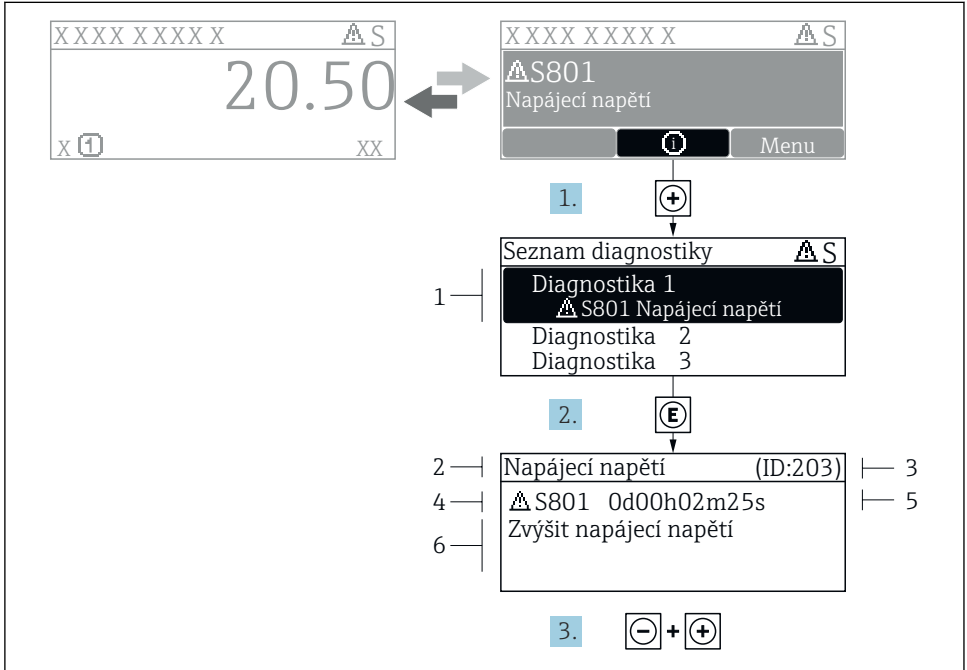 XXXX XXXXX S
20.50
X 1 XX
XXXX XXXXX S
S801
Napájecí napětí
i Menu
1. +
Seznam diagnostiky S
1 Diagnostika 1
S801 Napájecí napětí
Diagnostika 2
Diagnostika 3
2. E
2 Napájecí napětí (ID:203) 3
4 S801 0d00h02m25s 5
6 Zvýšit napájecí napětí
3. - + +